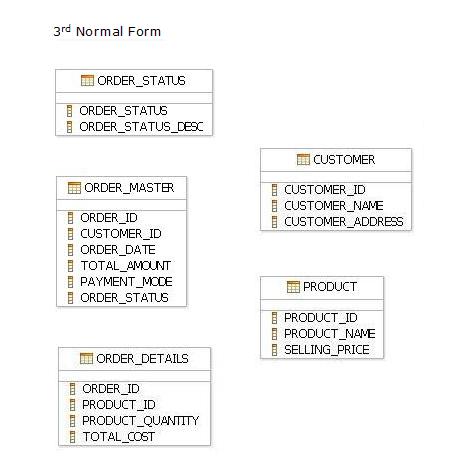 3rd Normal Form
ORDER_STATUS
ORDER_STATUS
ORDER_STATUS_DESC
ORDER_MASTER
ORDER_ID
CUSTOMER_ID
ORDER_DATE
TOTAL_AMOUNT
PAYMENT_MODE
ORDER_STATUS
ORDER_DETAILS
ORDER_ID
PRODUCT_ID
PRODUCT_QUANTITY
TOTAL_COST
CUSTOMER
CUSTOMER_ID
CUSTOMER_NAME
CUSTOMER_ADDRESS
PRODUCT
PRODUCT_ID
PRODUCT_NAME
SELLING_PRICE